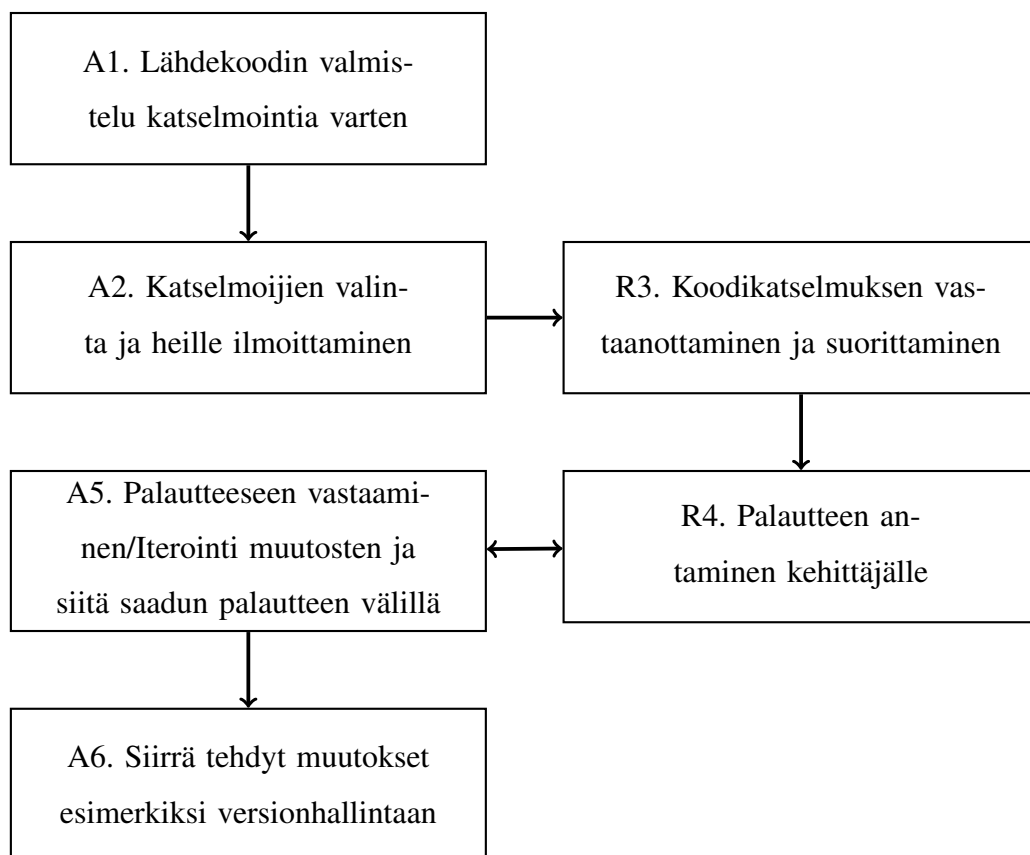 A1. Lähdekoodin valmis-
telu katselmointia varten
A2. Katselmoijien valin-
ta ja heille ilmoittaminen
R3. Koodikatselmuksen vas-
taanottaminen ja suorittaminen
R4. Palautteen an-
taminen kehittäjälle
A5. Palautteeseen vastaami-
nen/Iterointi muutosten ja
siitä saadun palautteen välillä
A6. Siirrä tehdyt muutokset
esimerkiksi versionhallintaan